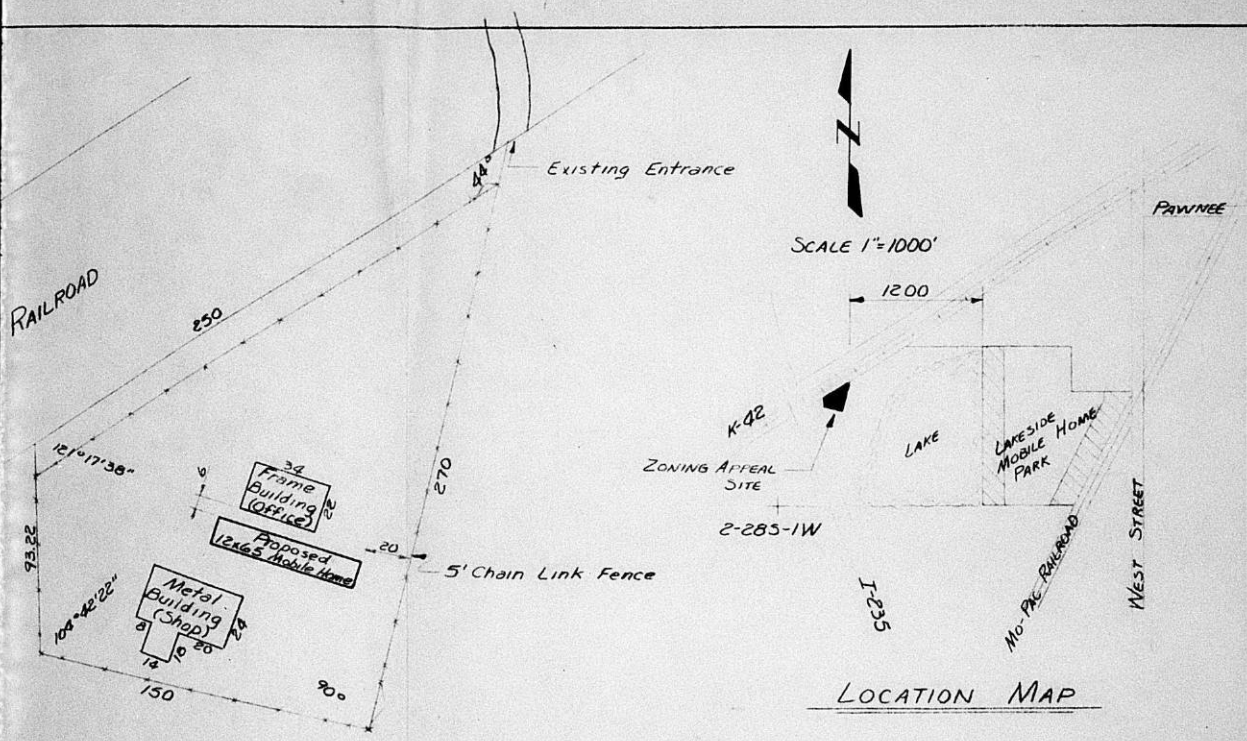 Existing Entrance
44°
RAILROAD
250
121°17'38"
270
6
34
Frame
Building
(Office)
22
Proposed
12x65 Mobile Home
20
5' Chain Link Fence
93.22
104°42'22"
Metal
Building
(Shop)
24
8
14
10
20
150
90°
N
SCALE 1"=1000'
1200
PAWNEE
K-42
LAKE
LAKESIDE
MOBILE HOME
PARK
ZONING APPEAL
SITE
2-28S-1W
I-235
MO-PAC RAILROAD
WEST STREET
LOCATION MAP